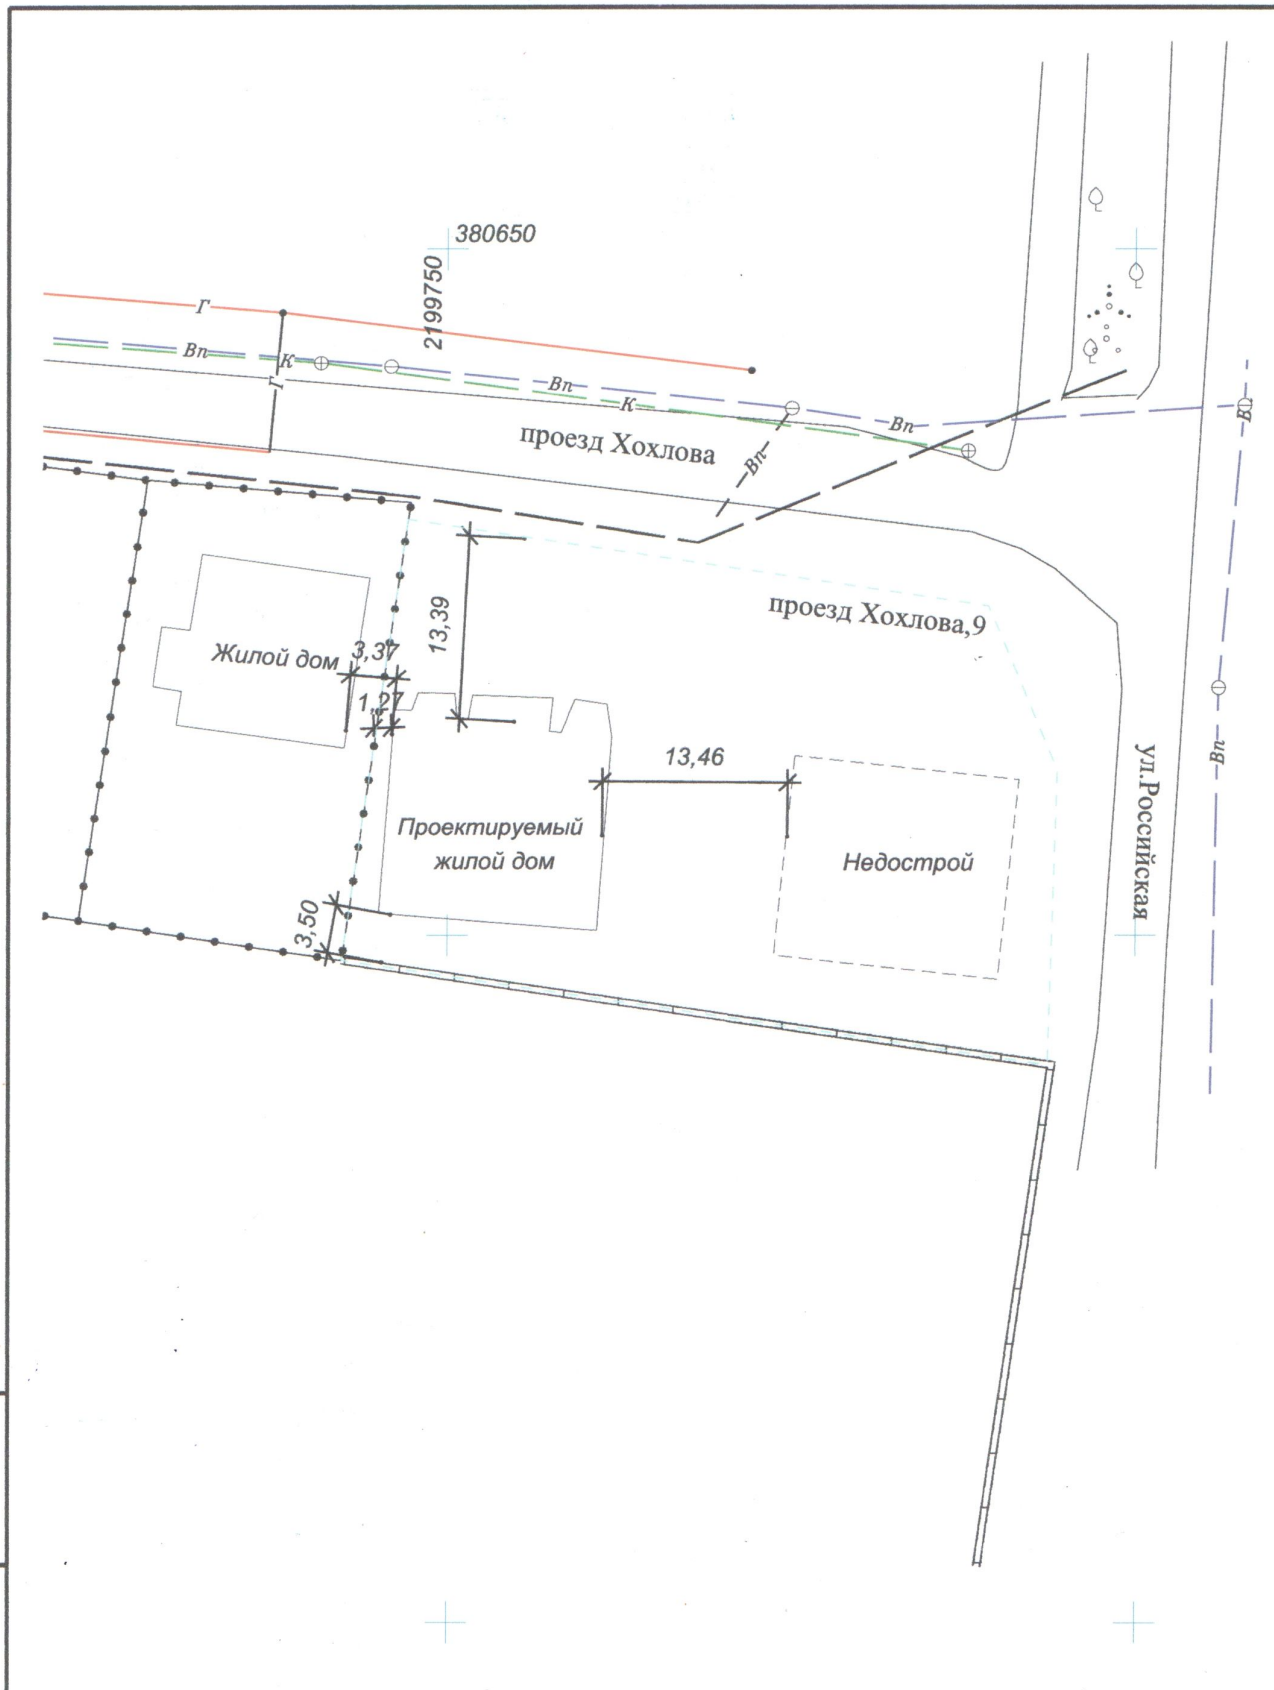 380650
2199750
Г
Вп
К
Г
Вп
К
Вп
В
проезд Хохлова
Вп
проезд Хохлова,9
13,39
Жилой дом
3,37
1,27
13,46
Вп
ул.Российская
Проектируемый
жилой дом
Недострой
3,50